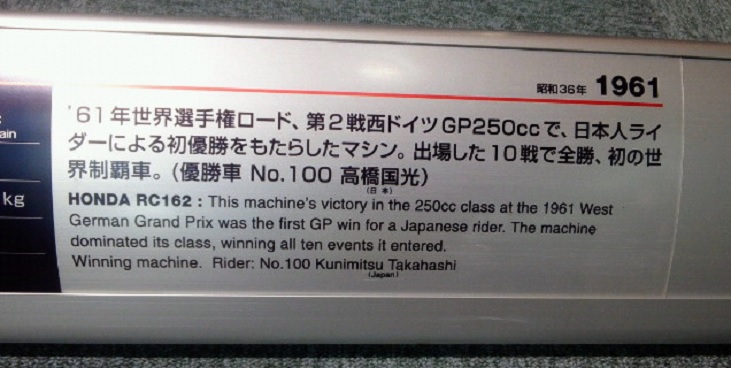 昭和36年 1961
'61年世界選手権ロード、第2戦西ドイツGP250ccで、日本人ライ
ダーによる初優勝をもたらしたマシン。出場した10戦で全勝、初の世
界制覇車。(優勝車 No.100 高橋国光)
(日本)
HONDA RC162 : This machine's victory in the 250cc class at the 1961 West
German Grand Prix was the first GP win for a Japanese rider. The machine
dominated its class, winning all ten events it entered.
Winning machine. Rider: No.100 Kunimitsu Takahashi
(Japan)
kg